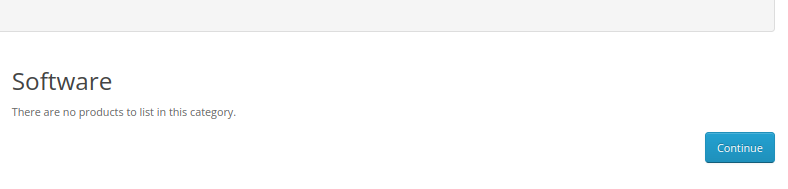 Software
There are no products to list in this category.
Continue